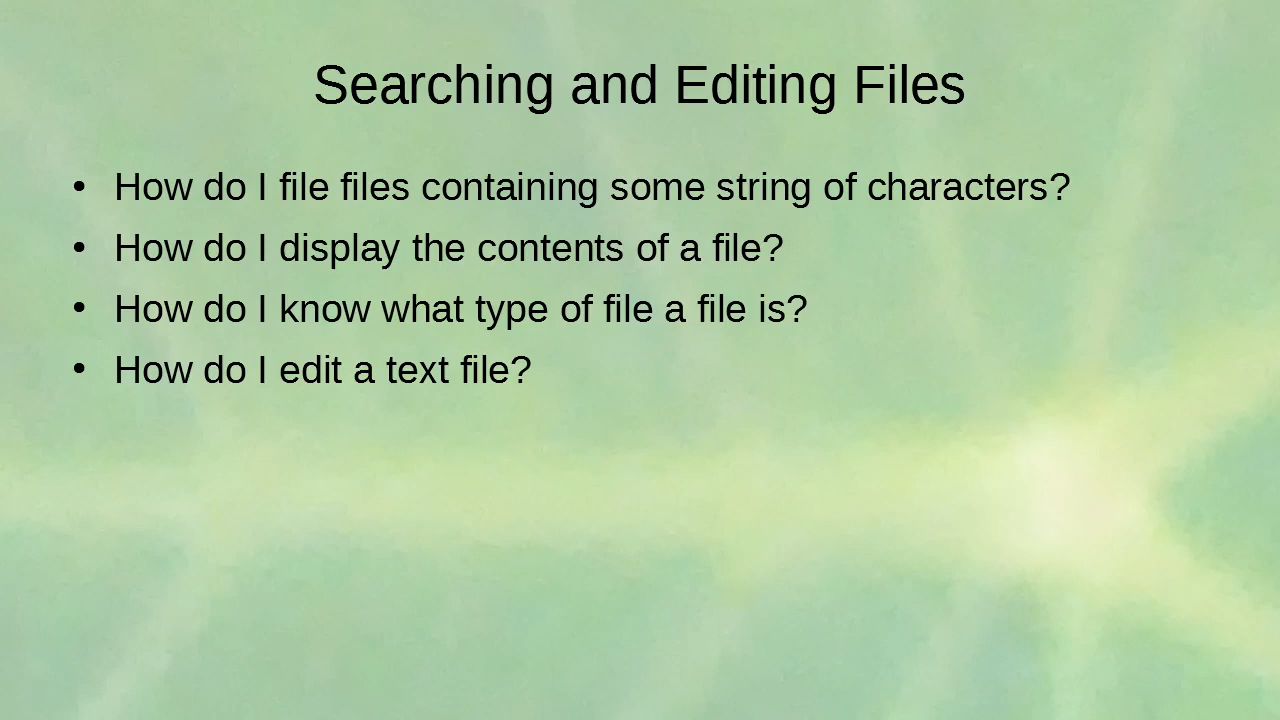 Searching and Editing Files
• How do I file files containing some string of characters?
• How do I display the contents of a file?
• How do I know what type of file a file is?
• How do I edit a text file?